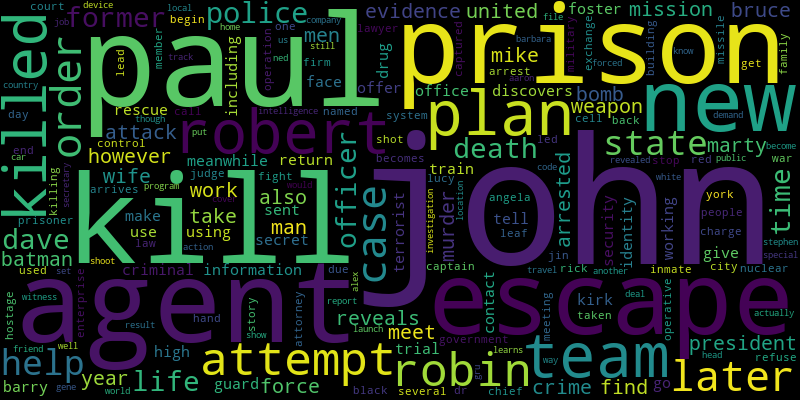 court job device local begin one us company
former police evidence united foster mission bruce
file home still lawyer barbara know
killed order paul prison
country track member lead including operation men firm face drug captured mike arrest aaron forced military exchange building missile get family
offer office discovers bomb
day rescue call intelligence system weapon cell back demand
though attack robert plan new
end control put named shot led code become
car however meanwhile return officer becomes death state marty
killing wife judge fight train revealed stop red public war
secretary arrives program would lucy white time
prisoner work also case murder angela york
dave make take sent man tell people
batman use using secret terrorist investigation location leaf arrested identity security working charge give
law action cover jin stephen
used set shoot criminal information due captain travel rick another inmate city nuclear special
kill john
hostage enterprise agent hand story alex contact kirk taken deal operative actually
witness result attorney show reveals report meet meeting escape president
friend well launch government trial learns way head refuse
help high attempt robin team later
barry year life guard force crime find go
gene world black several dr chief gru